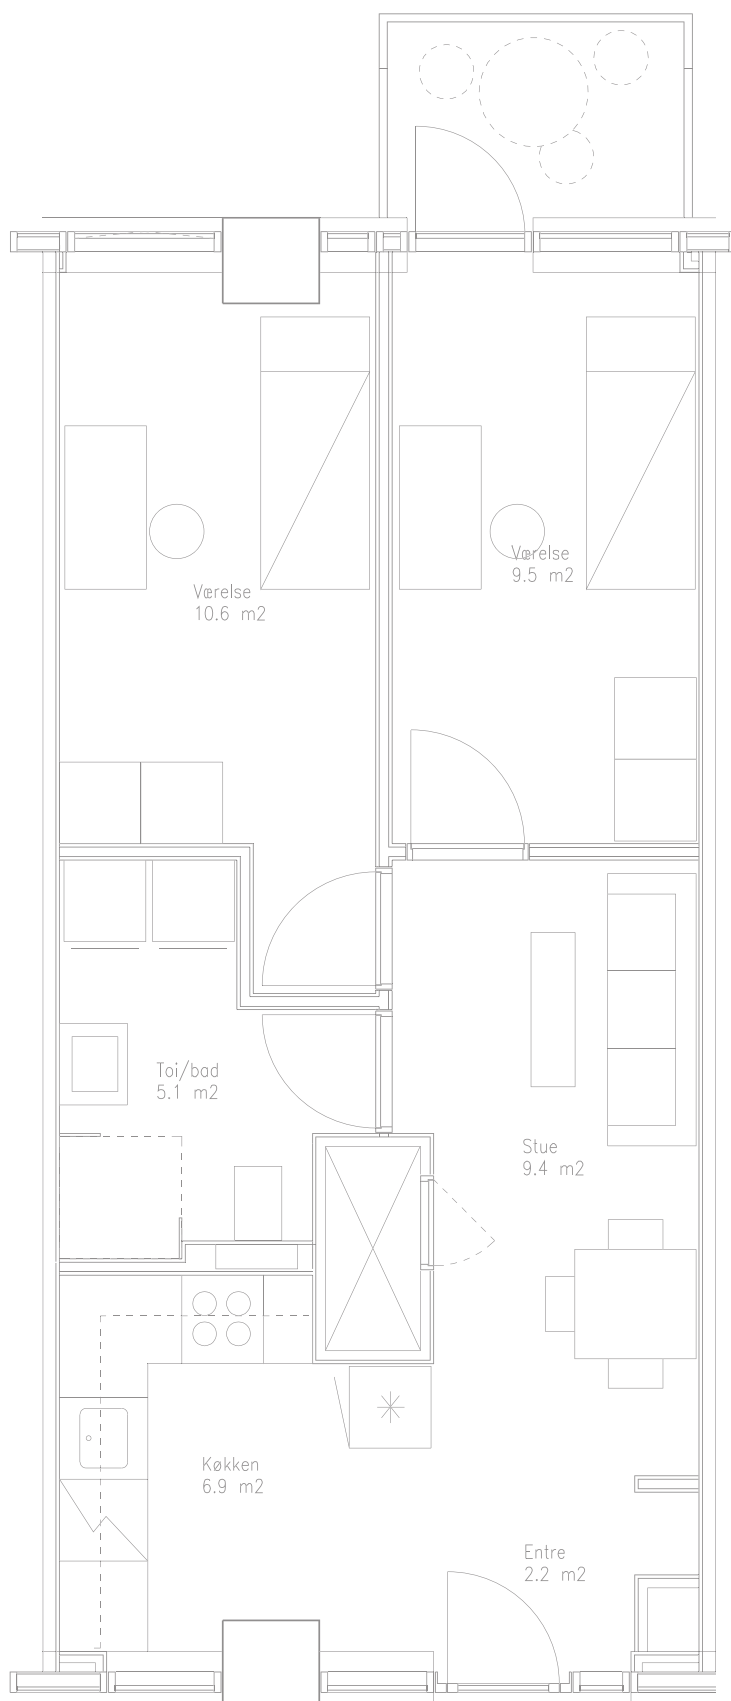 Værelse
9.5 m2
Værelse
10.6 m2
Toi/bad
5.1 m2
Stue
9.4 m2
Køkken
6.9 m2
Entre
2.2 m2